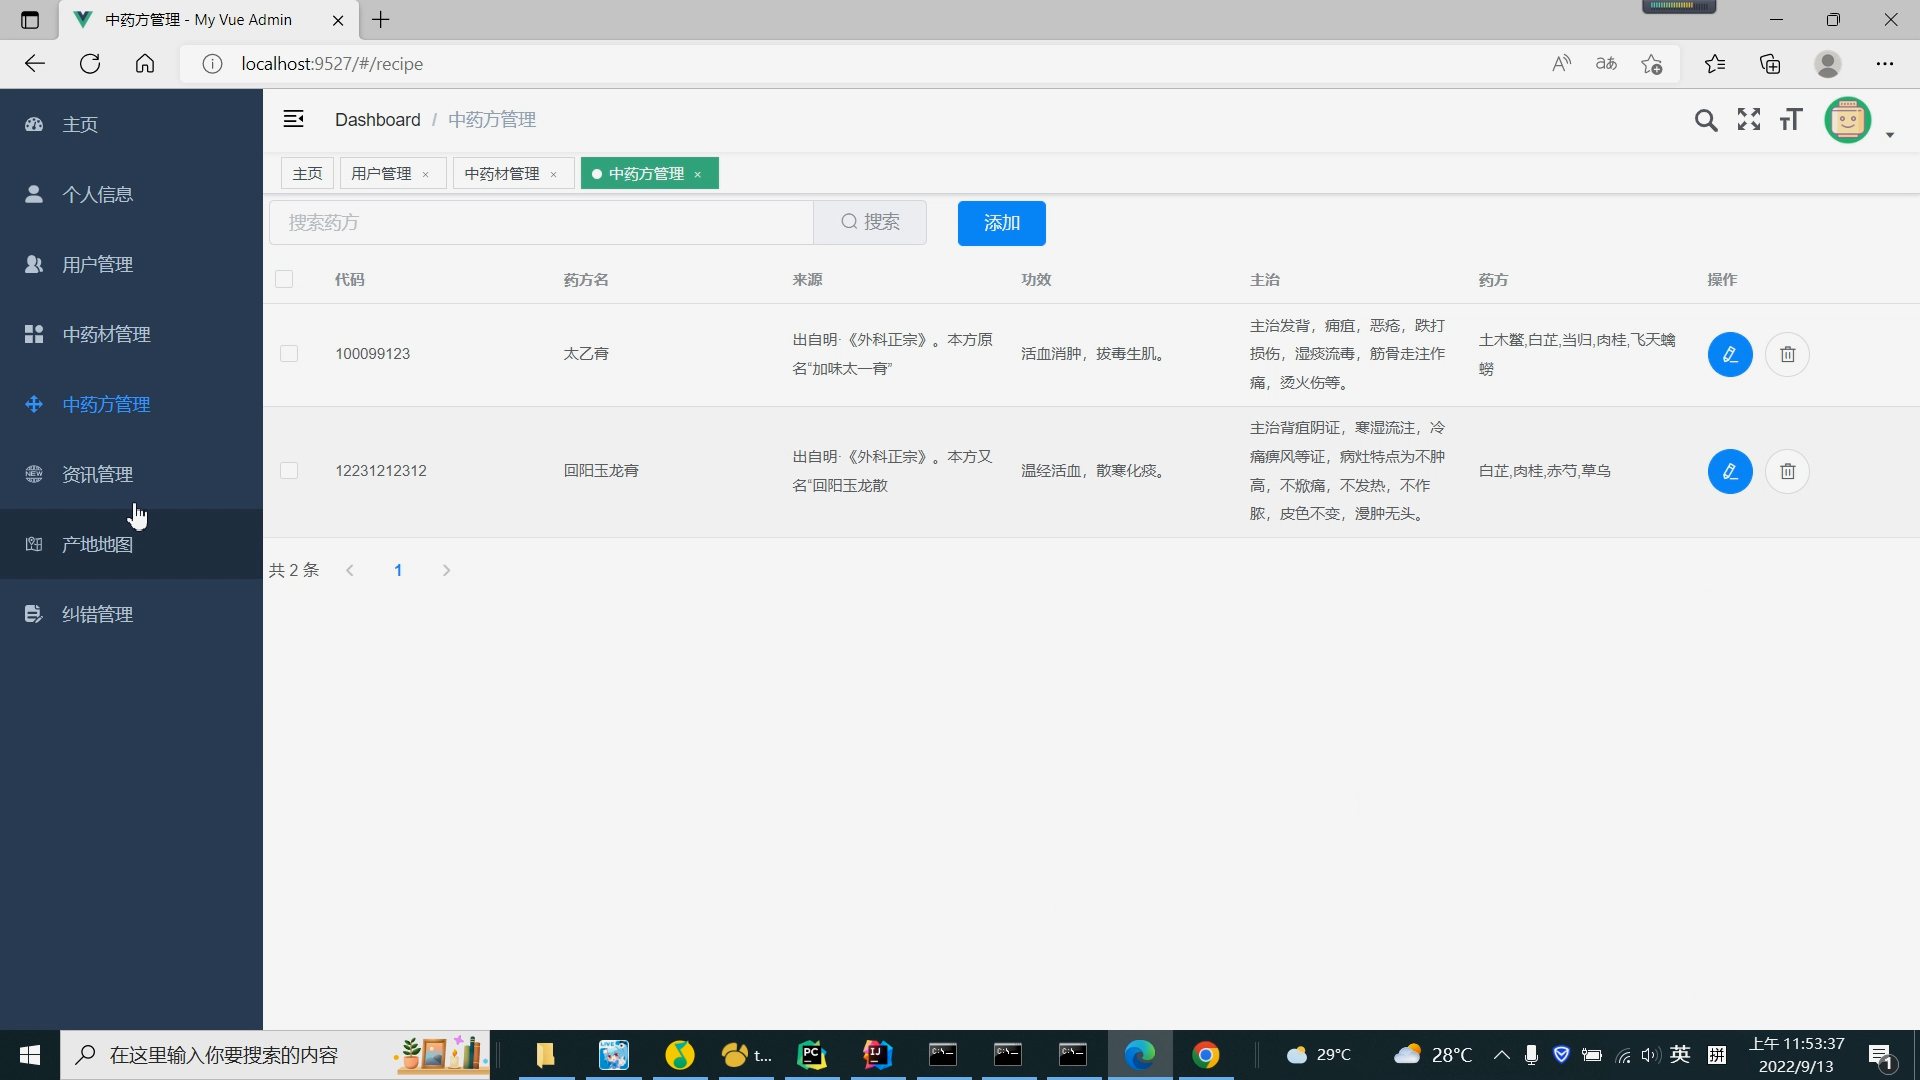 中药方管理 - My Vue Admin
localhost:9527/#/recipe
主页
个人信息
用户管理
中药材管理
中药方管理
资讯管理
产地地图
纠错管理
Dashboard / 中药方管理
主页
用户管理 ×
中药材管理 ×
中药方管理 ×
搜索药方
搜索
添加
代码 药方名 来源 功效 主治 药方 操作
100099123
太乙膏
出自明·《外科正宗》。本方原
名“加味太一膏”
活血消肿，拔毒生肌。
主治发背，痈疽，恶疮，跌打
损伤，湿痰流毒，筋骨走注作
痛，烫火伤等。
土木鳖,白芷,当归,肉桂,飞天蠄
蟧
12231212312
回阳玉龙膏
出自明·《外科正宗》。本方又
名“回阳玉龙散
温经活血，散寒化痰。
主治背疽阴证，寒湿流注，冷
痛痹风等证，病灶特点为不肿
高，不焮痛，不发热，不作
脓，皮色不变，漫肿无头。
白芷,肉桂,赤芍,草乌
共 2 条
1
在这里输入你要搜索的内容
t...
29°C
28°C
英
拼
上午 11:53:37
2022/9/13
1